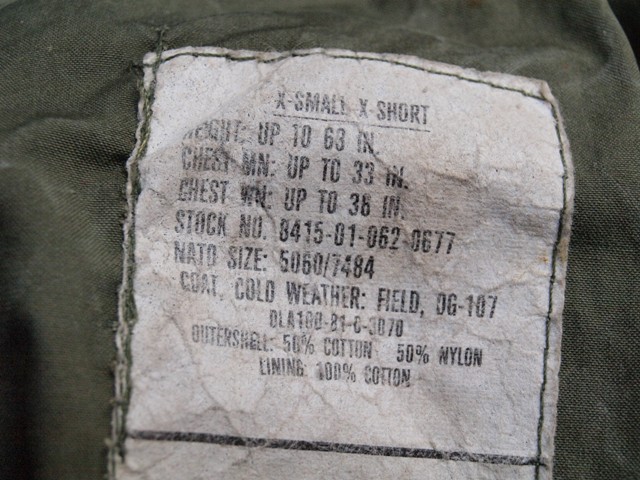 X-SMALL X-SHORT
HEIGHT: UP TO 63 IN.
CHEST MN: UP TO 33 IN.
CHEST WN: UP TO 36 IN.
STOCK NO. 8415-01-062-0677
NATO SIZE: 5060/7484
COAT, COLD WEATHER: FIELD, OG-107
DLA100-81-C-3070
OUTERSHELL: 50% COTTON 50% NYLON
LINING: 100% COTTON